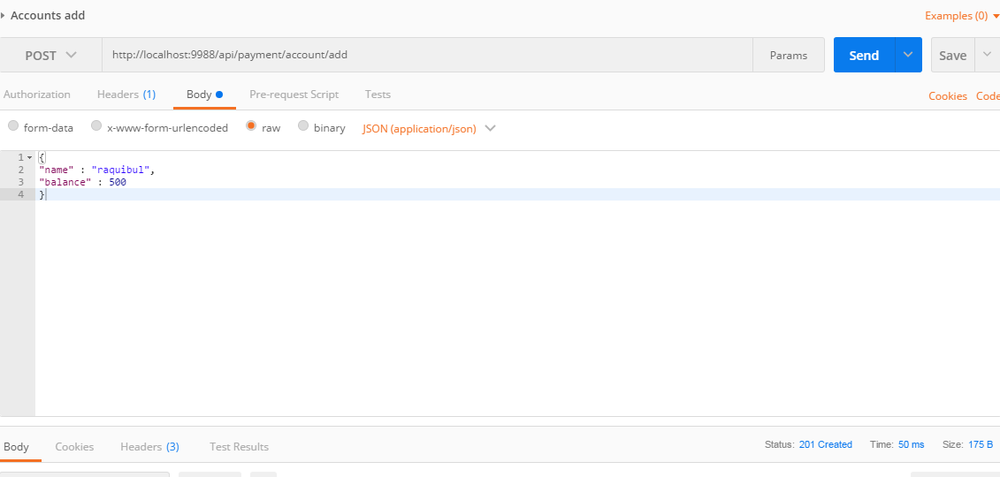 Accounts add
Examples (0)
POST http://localhost:9988/api/payment/account/add Params Send Save
Authorization Headers (1) Body Pre-request Script Tests Cookies Code
form-data x-www-form-urlencoded raw binary JSON (application/json)
1 {
2 "name" : "raquibul",
3 "balance" : 500
4 }
Body Cookies Headers (3) Test Results Status: 201 Created Time: 50 ms Size: 175 B